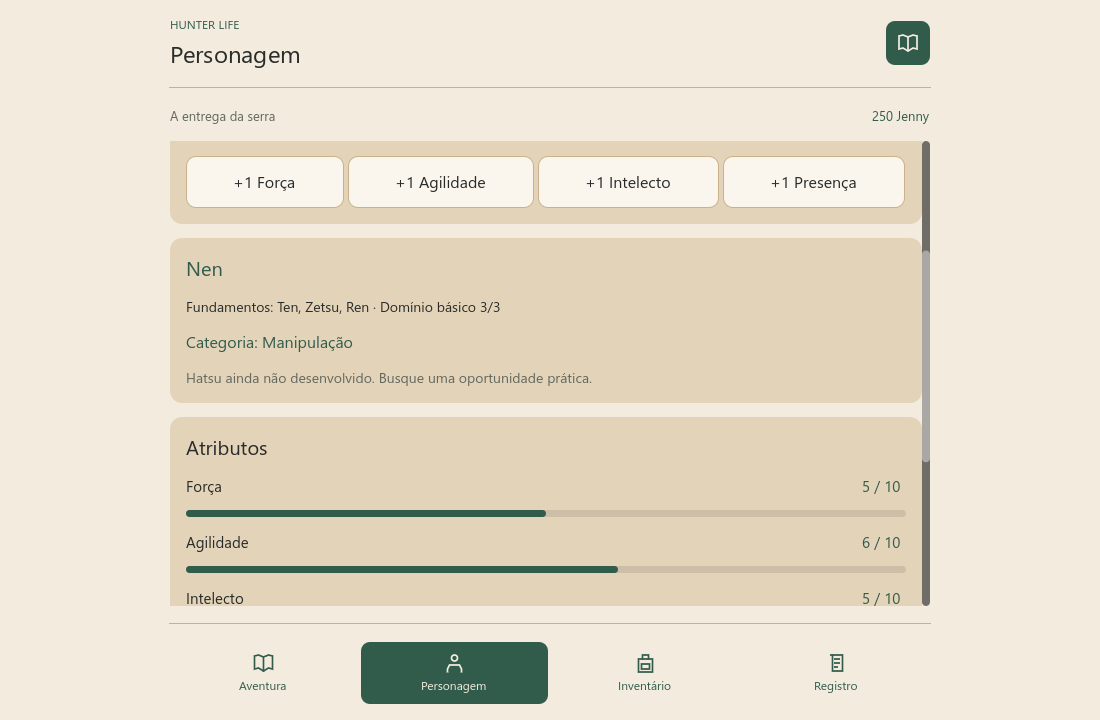 HUNTER LIFE
Personagem
A entrega da serra
250 Jenny
+1 Força
+1 Agilidade
+1 Intelecto
+1 Presença
Nen
Fundamentos: Ten, Zetsu, Ren · Domínio básico 3/3
Categoria: Manipulação
Hatsu ainda não desenvolvido. Busque uma oportunidade prática.
Atributos
Força 5 / 10
Agilidade 6 / 10
Intelecto 5 / 10
Aventura
Personagem
Inventário
Registro